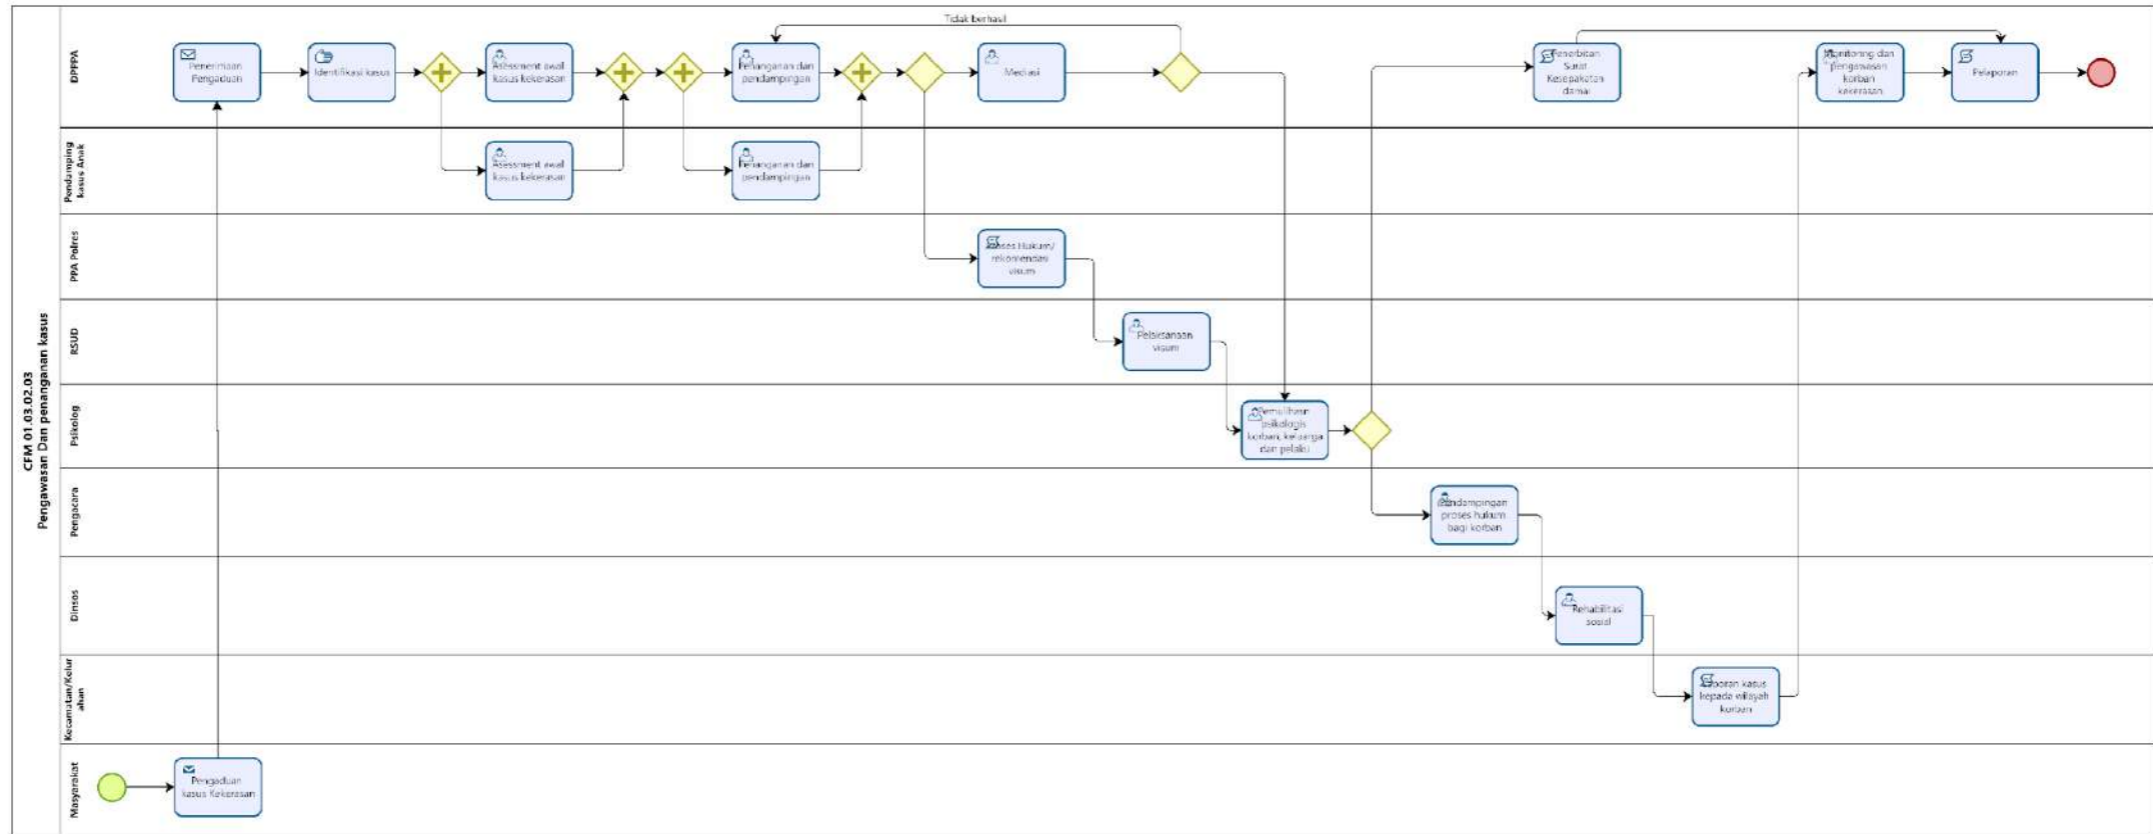 CFM 01.03.02.03
Pengawasan Dan penanganan kasus
DPPPA
Penerimaan
Pengaduan
Identifikasi kasus
Asessment awal
kasus kekerasan
Penanganan dan
pendampingan
Tidak berhasil
Mediasi
Penerbitan
Surat
Kesepakatan
damai
Monitoring dan
pengawasan
korban
kekerasan
Pelaporan
Pendamping
kasus Anak
Asessment awal
kasus kekerasan
Penanganan dan
pendampingan
PPA Polres
Proses Hukum/
rekomendasi
visum
RSUD
Pelaksanaan
visum
Psikolog
Pemulihan
psikologis
korban, keluarga
dan pelaku
Pengacara
Pendampingan
proses hukum
bagi korban
Dinsos
Rehabilitasi
sosial
Kecamatan/Kelur
ahan
Laporan kasus
kepada wilayah
korban
Masyarakat
Pengaduan
kasus Kekerasan